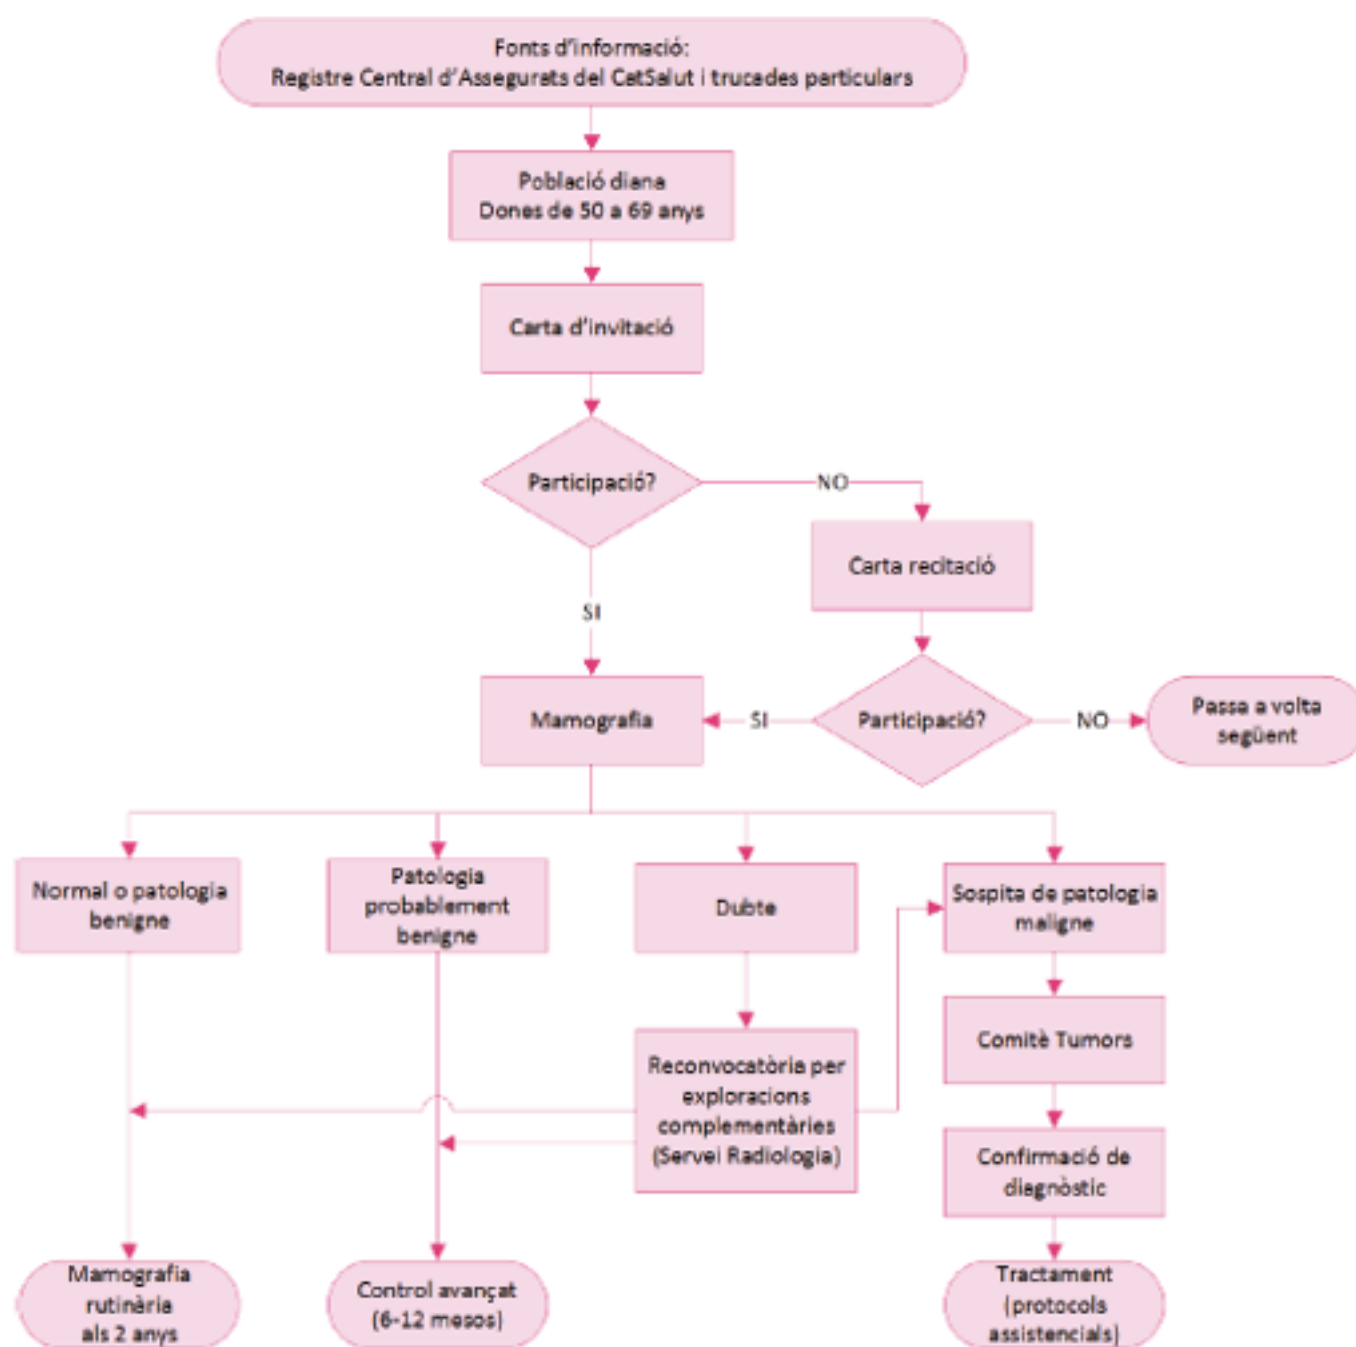 Fonts d'informació:
Registre Central d'Assegurats del CatSalut i trucades particulars
Població diana
Dones de 50 a 69 anys
Carta d'invitació
Participació?
NO
Carta recitació
SI
Mamografia
SI
Participació?
NO
Passa a volta
següent
Normal o patologia
benigne
Patologia
probablement
benigne
Dubte
Sospita de patologia
maligne
Comitè Tumors
Reconvocatòria per
exploracions
complementàries
(Servei Radiologia)
Confirmació de
diagnòstic
Mamografia
rutinària
als 2 anys
Control avançat
(6-12 mesos)
Tractament
(protocols
assistencials)